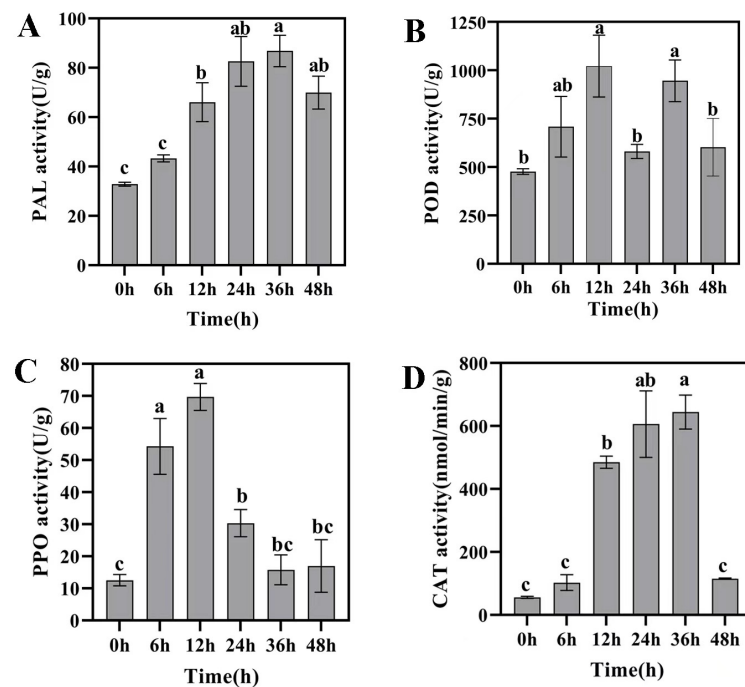 A
PAL activity(U/g)
100
80
60
40
20
0
c
c
b
ab
a
ab
0h 6h 12h 24h 36h 48h
Time(h)
B
POD activity(U/g)
1250
1000
750
500
250
0
b
ab
a
b
a
b
0h 6h 12h 24h 36h 48h
Time(h)
C
PPO activity(U/g)
80
70
60
50
40
30
20
10
0
c
a
a
b
bc
bc
0h 6h 12h 24h 36h 48h
Time(h)
D
CAT activity(nmol/min/g)
800
600
400
200
0
c
c
b
ab
a
c
0h 6h 12h 24h 36h 48h
Time(h)